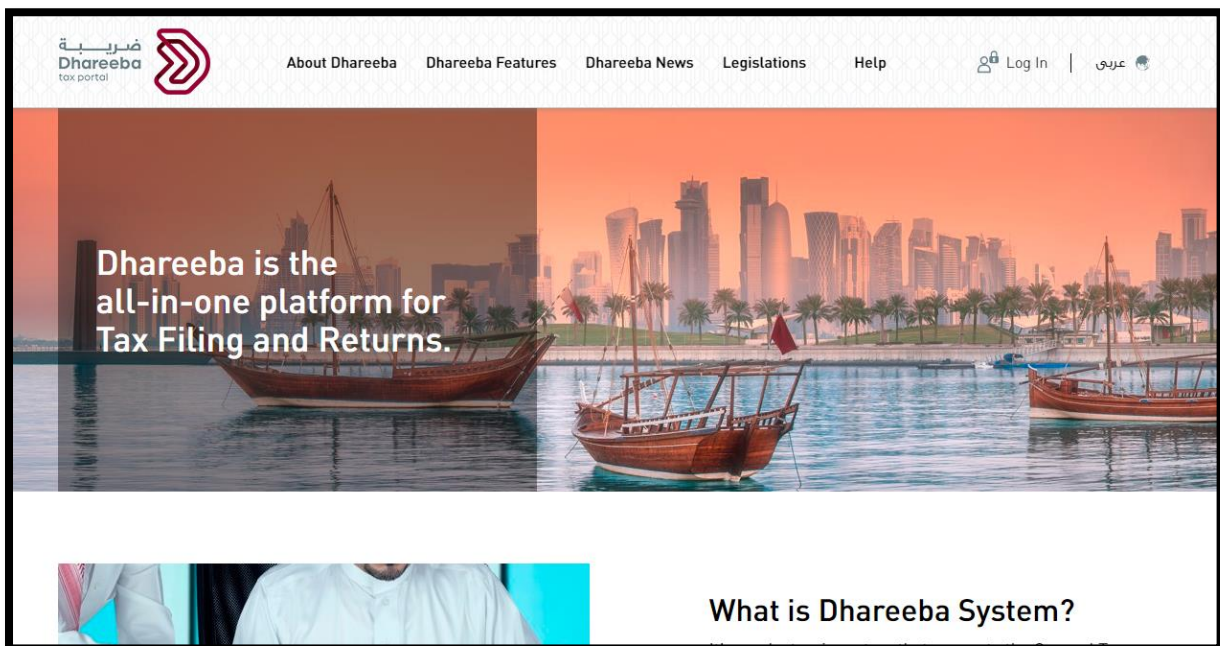 ضريبة
Dhareeba
tax portal
About Dhareeba
Dhareeba Features
Dhareeba News
Legislations
Help
Log In
عربى
Dhareeba is the
all-in-one platform for
Tax Filing and Returns.
What is Dhareeba System?